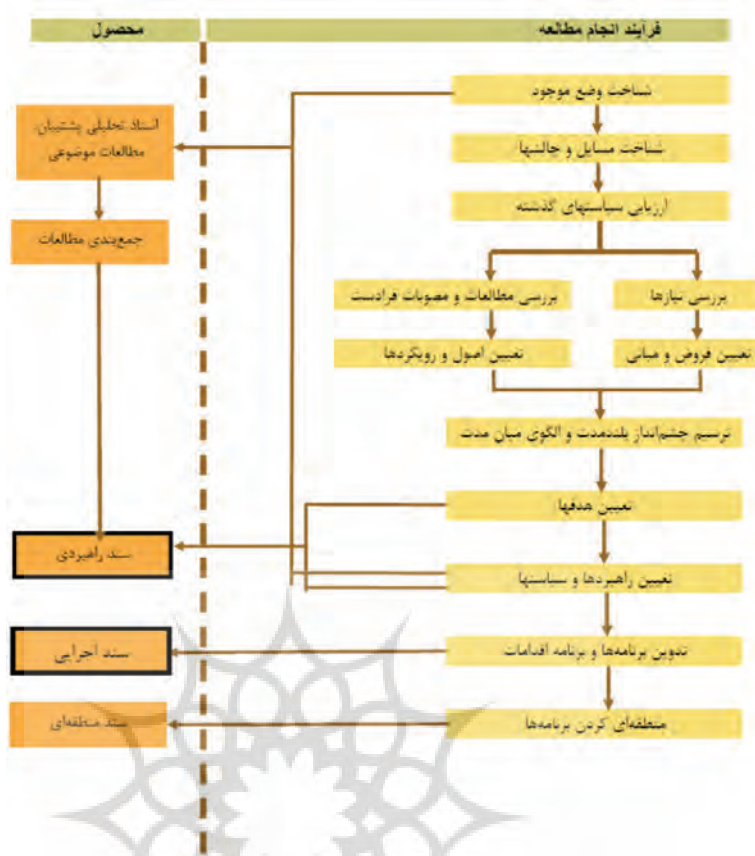 فرآیند انجام مطالعه
محصول
شناخت وضع موجود
شناخت مسایل و چالشها
ارزیابی سیاستهای گذشته
بررسی نیازها
بررسی مطالعات و مصوبات فرادست
تعیین فروض و مبانی
تعیین اصول و رویکردها
ترسیم چشم‌انداز بلندمدت و الگوی میان مدت
تعیین هدفها
تعیین راهبردها و سیاستها
تدوین برنامه‌ها و برنامه اقدامات
منطقه‌ای کردن برنامه‌ها
اسناد تحلیلی پشتیبان
مطالعات موضوعی
جمع‌بندی مطالعات
سند راهبردی
سند اجرایی
سند منطقه‌ای